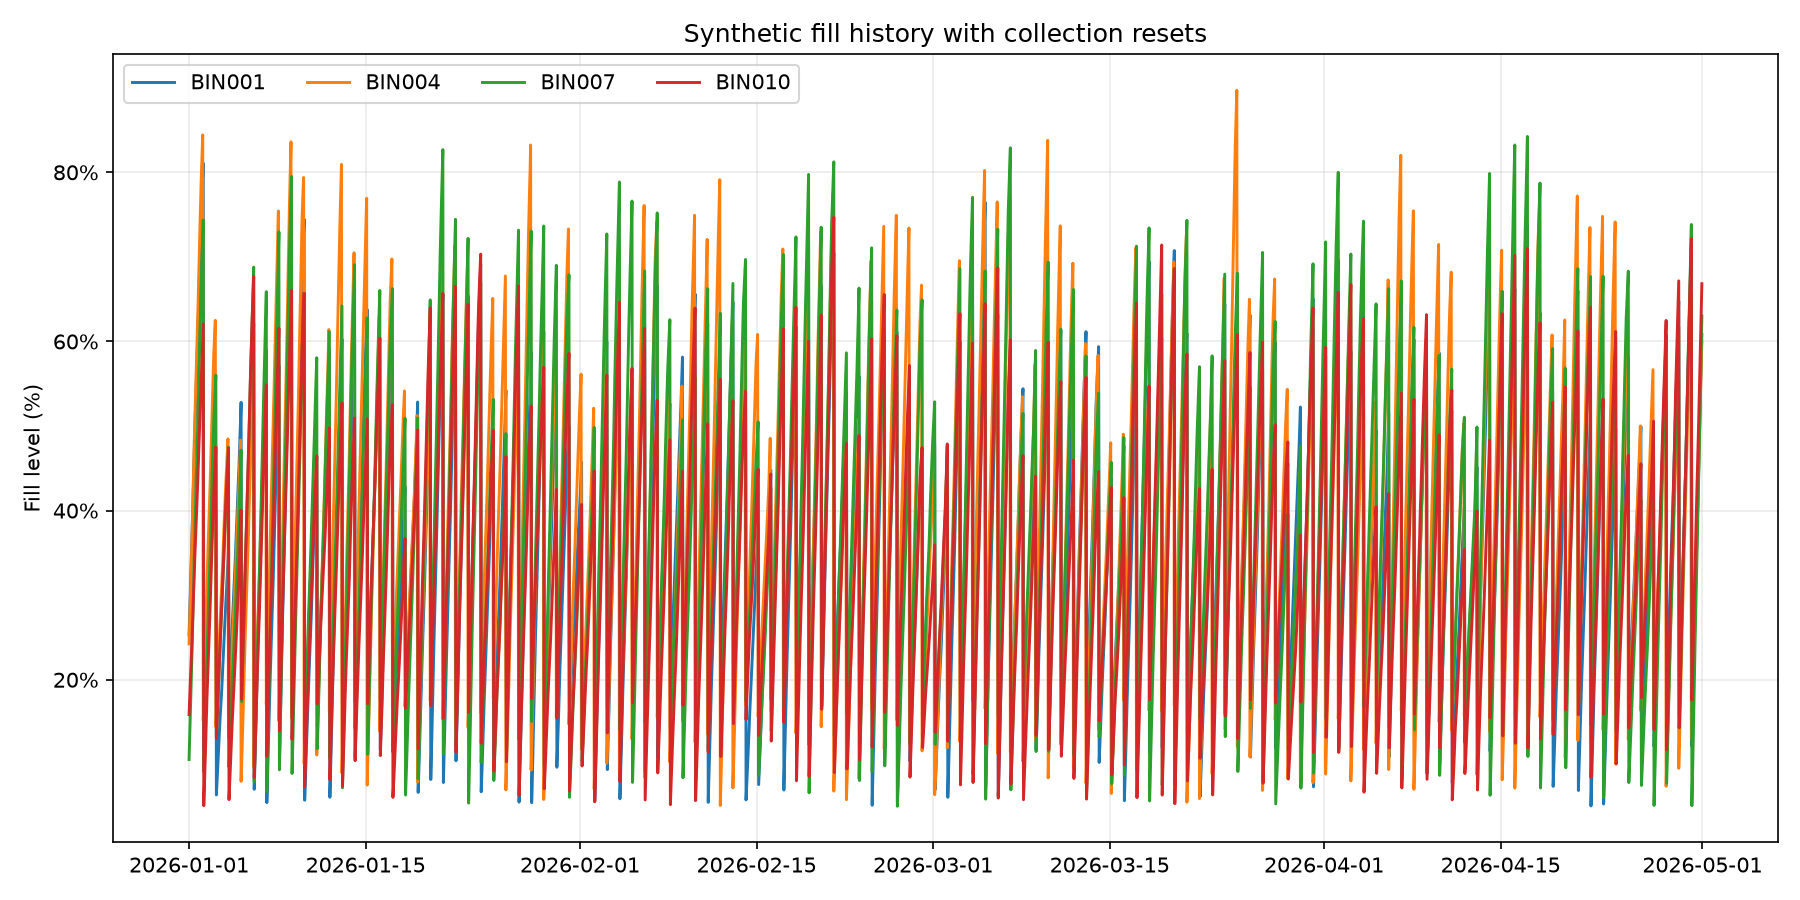 Synthetic fill history with collection resets
BIN001 BIN004 BIN007 BIN010
80%
60%
40%
20%
Fill level (%)
2026-01-01 2026-01-15 2026-02-01 2026-02-15 2026-03-01 2026-03-15 2026-04-01 2026-04-15 2026-05-01